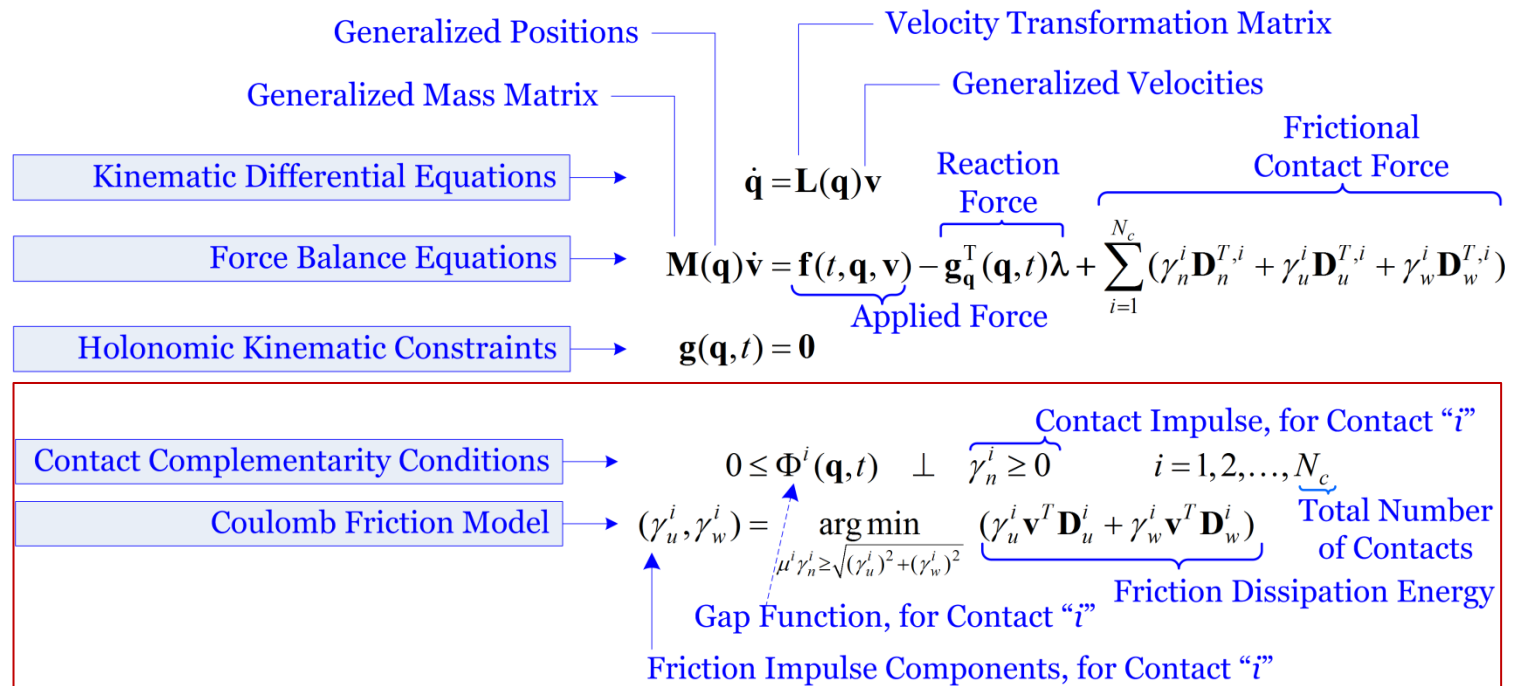 Generalized Positions
Velocity Transformation Matrix
Generalized Mass Matrix
Generalized Velocities
Frictional
Contact Force
Reaction
Force
Kinematic Differential Equations
q̇ = L(q)v
Force Balance Equations
M(q)v̇ = f(t, q, v) − g_q^T(q, t)λ + ∑_{i=1}^{N_c} (γ_n^i D_n^{T,i} + γ_u^i D_u^{T,i} + γ_w^i D_w^{T,i})
Applied Force
Holonomic Kinematic Constraints
g(q, t) = 0
Contact Impulse, for Contact “i”
Contact Complementarity Conditions
0 ≤ Φ^i(q, t) ⊥ γ_n^i ≥ 0 i = 1, 2, …, N_c
Total Number
of Contacts
Coulomb Friction Model
(γ_u^i, γ_w^i) = arg min_{μ^i γ_n^i ≥ √((γ_u^i)^2 + (γ_w^i)^2)} (γ_u^i v^T D_u^i + γ_w^i v^T D_w^i)
Friction Dissipation Energy
Gap Function, for Contact “i”
Friction Impulse Components, for Contact “i”